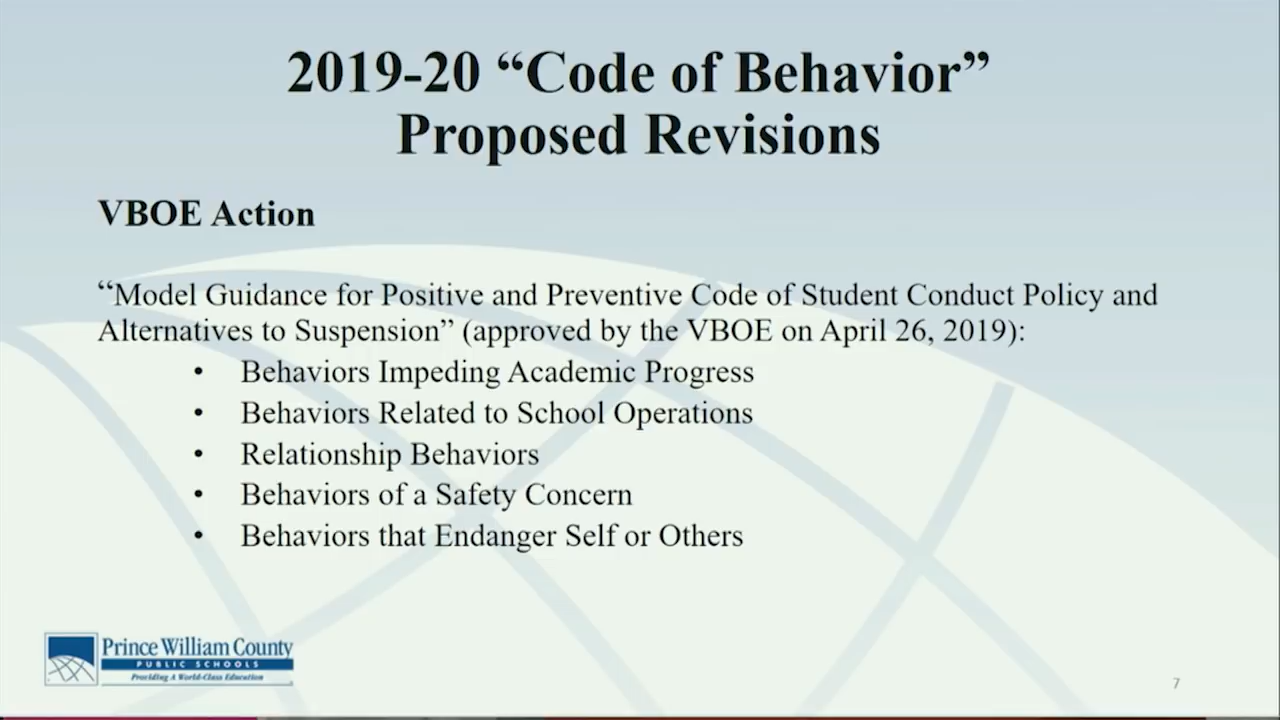 2019-20 “Code of Behavior”
Proposed Revisions
VBOE Action
“Model Guidance for Positive and Preventive Code of Student Conduct Policy and
Alternatives to Suspension” (approved by the VBOE on April 26, 2019):
• Behaviors Impeding Academic Progress
• Behaviors Related to School Operations
• Relationship Behaviors
• Behaviors of a Safety Concern
• Behaviors that Endanger Self or Others
Prince William County
PUBLIC SCHOOLS
Providing A World-Class Education
7